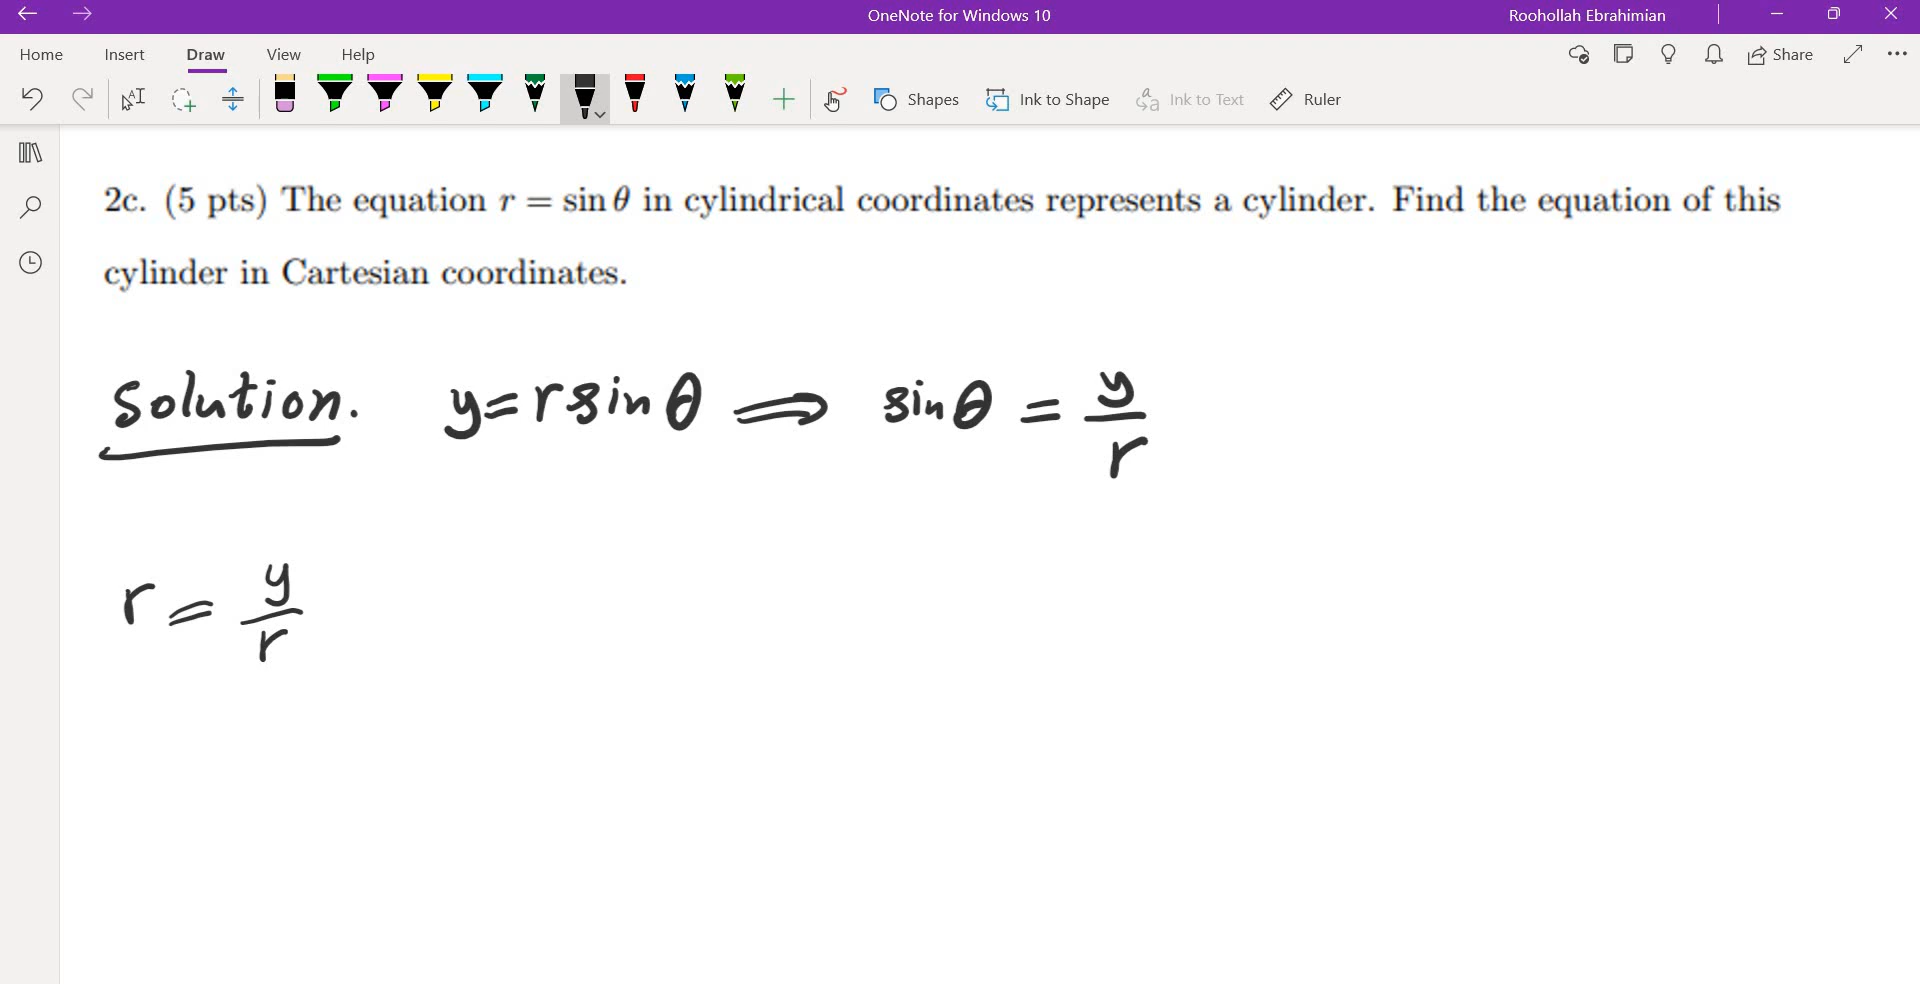 OneNote for Windows 10
Roohollah Ebrahimian
Home Insert Draw View Help
Share
Shapes Ink to Shape Ink to Text Ruler
2c. (5 pts) The equation r = sin θ in cylindrical coordinates represents a cylinder. Find the equation of this
cylinder in Cartesian coordinates.
Solution. y = r sin θ ⟹ sin θ = y/r
r = y/r